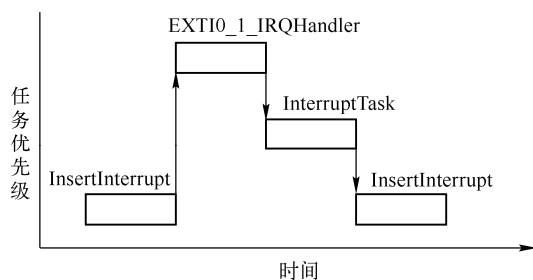 EXTI0_1_IRQHandler
InterruptTask
InsertInterrupt
InsertInterrupt
任务优先级
时间